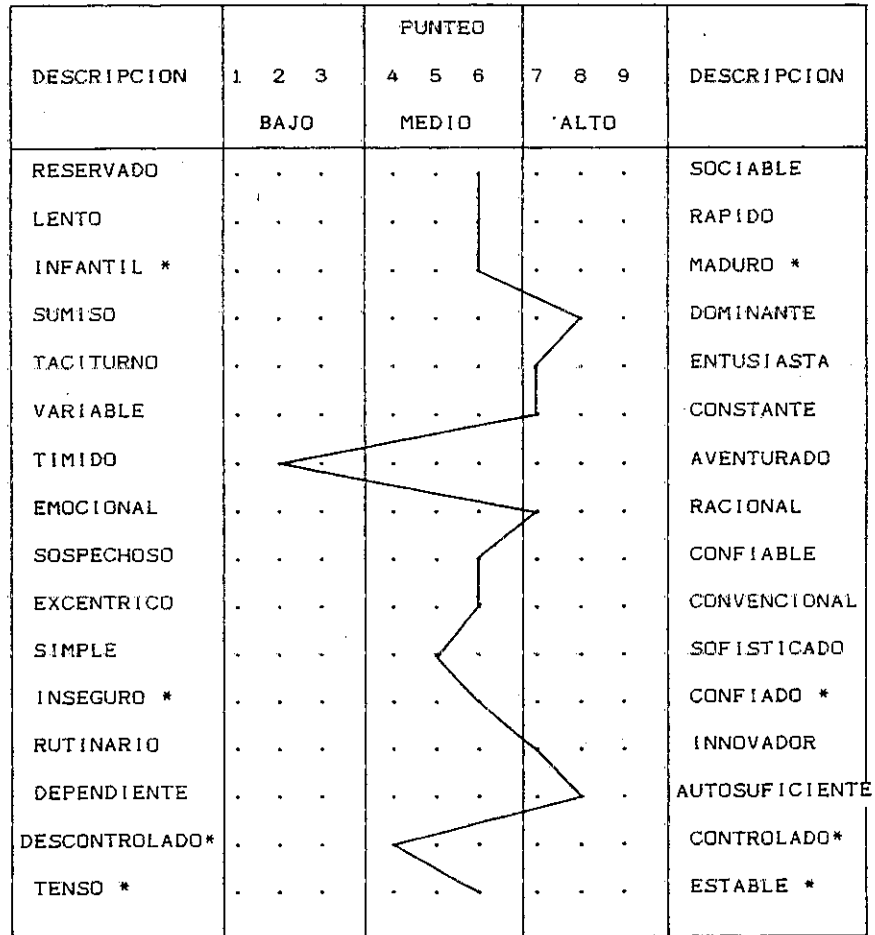 PUNTEO
DESCRIPCION 1 2 3 4 5 6 7 8 9 DESCRIPCION
BAJO MEDIO ALTO
RESERVADO SOCIABLE
LENTO RAPIDO
INFANTIL * MADURO *
SUMISO DOMINANTE
TACITURNO ENTUSIASTA
VARIABLE CONSTANTE
TIMIDO AVENTURADO
EMOCIONAL RACIONAL
SOSPECHOSO CONFIABLE
EXCENTRICO CONVENCIONAL
SIMPLE SOFISTICADO
INSEGURO * CONFIADO *
RUTINARIO INNOVADOR
DEPENDIENTE AUTOSUFICIENTE
DESCONTROLADO* CONTROLADO*
TENSO * ESTABLE *